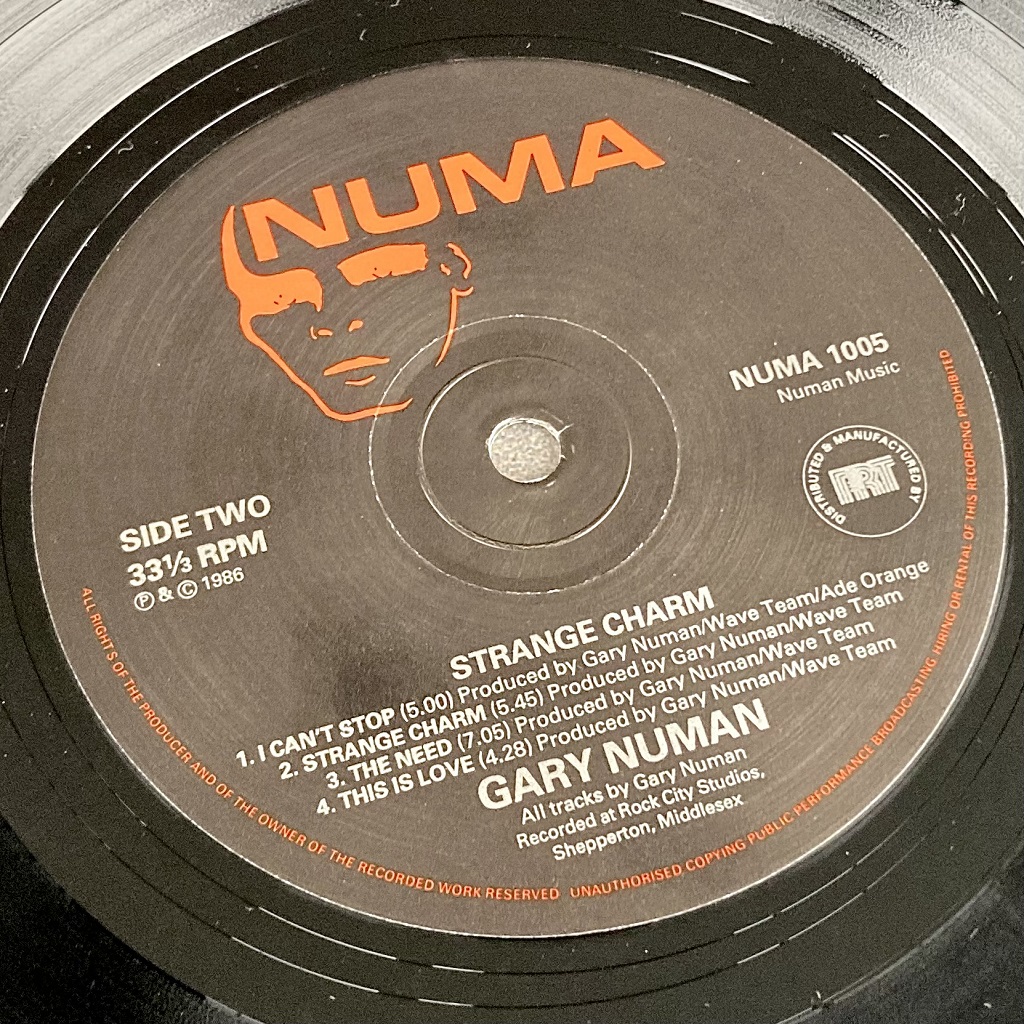 NUMA
NUMA 1005
Numan Music
DISTRIBUTED & MANUFACTURED BY
PRT
SIDE TWO
33⅓ RPM
Ⓟ & © 1986
STRANGE CHARM
1. I CAN'T STOP (5.00) Produced by Gary Numan/Wave Team/Ade Orange
2. STRANGE CHARM (5.45) Produced by Gary Numan/Wave Team
3. THE NEED (7.05) Produced by Gary Numan/Wave Team
4. THIS IS LOVE (4.28) Produced by Gary Numan/Wave Team
GARY NUMAN
All tracks by Gary Numan
Recorded at Rock City Studios,
Shepperton, Middlesex
ALL RIGHTS OF THE PRODUCER AND OF THE OWNER OF THE RECORDED WORK RESERVED UNAUTHORISED COPYING PUBLIC PERFORMANCE BROADCASTING HIRING OR RENTAL OF THIS RECORDING PROHIBITED